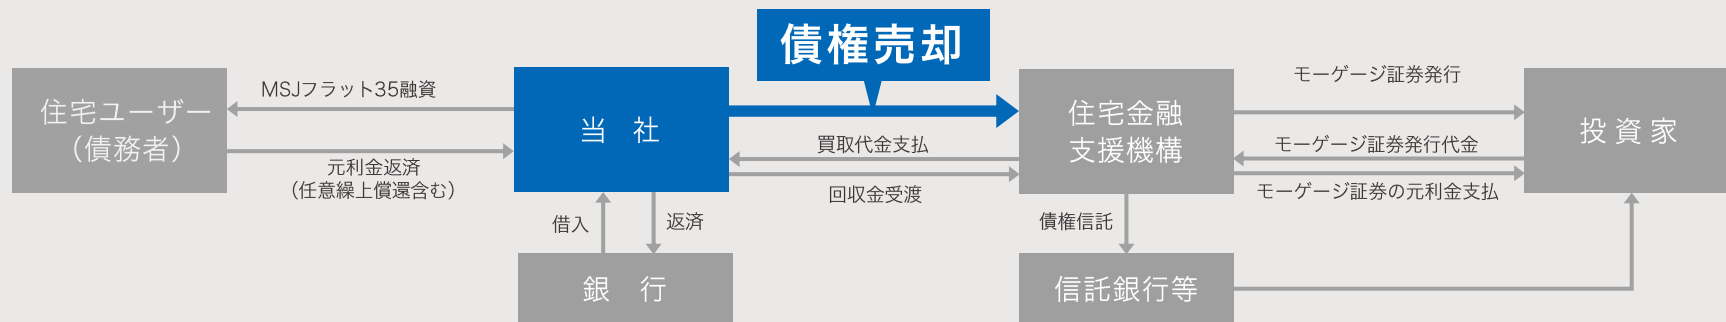 債権売却
住宅ユーザー
（債務者）
MSJフラット35融資
元利金返済
（任意繰上償還含む）
当 社
買取代金支払
回収金受渡
住宅金融
支援機構
モーゲージ証券発行
モーゲージ証券発行代金
モーゲージ証券の元利金支払
投資家
借入
返済
債権信託
銀 行
信託銀行等